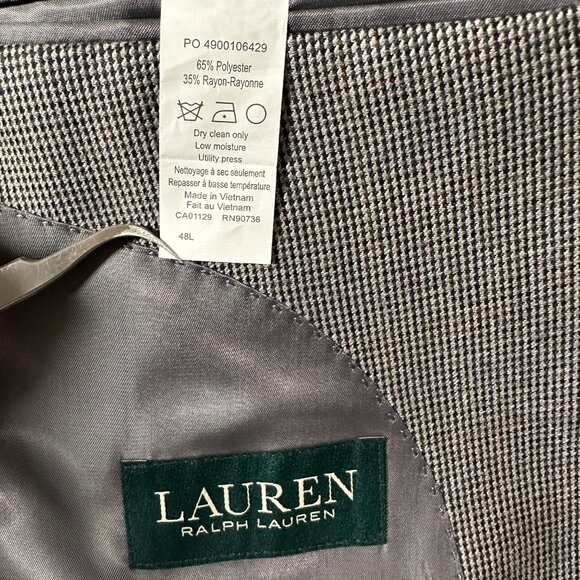 PO 4900106429
65% Polyester
35% Rayon-Rayonne
Dry clean only
Low moisture
Utility press
Nettoyage à sec seulement
Repasser à basse température
Made in Vietnam
Fait au Vietnam
CA01129 RN90736
48L
LAUREN
RALPH LAUREN